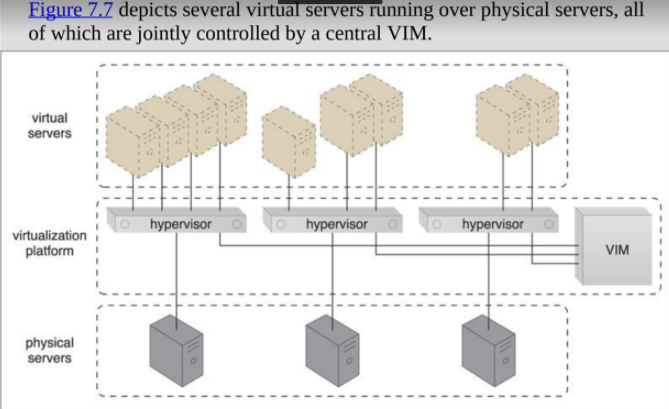 Figure 7.7 depicts several virtual servers running over physical servers, all
of which are jointly controlled by a central VIM.
virtual
servers
hypervisor
hypervisor
hypervisor
virtualization
platform
VIM
physical
servers